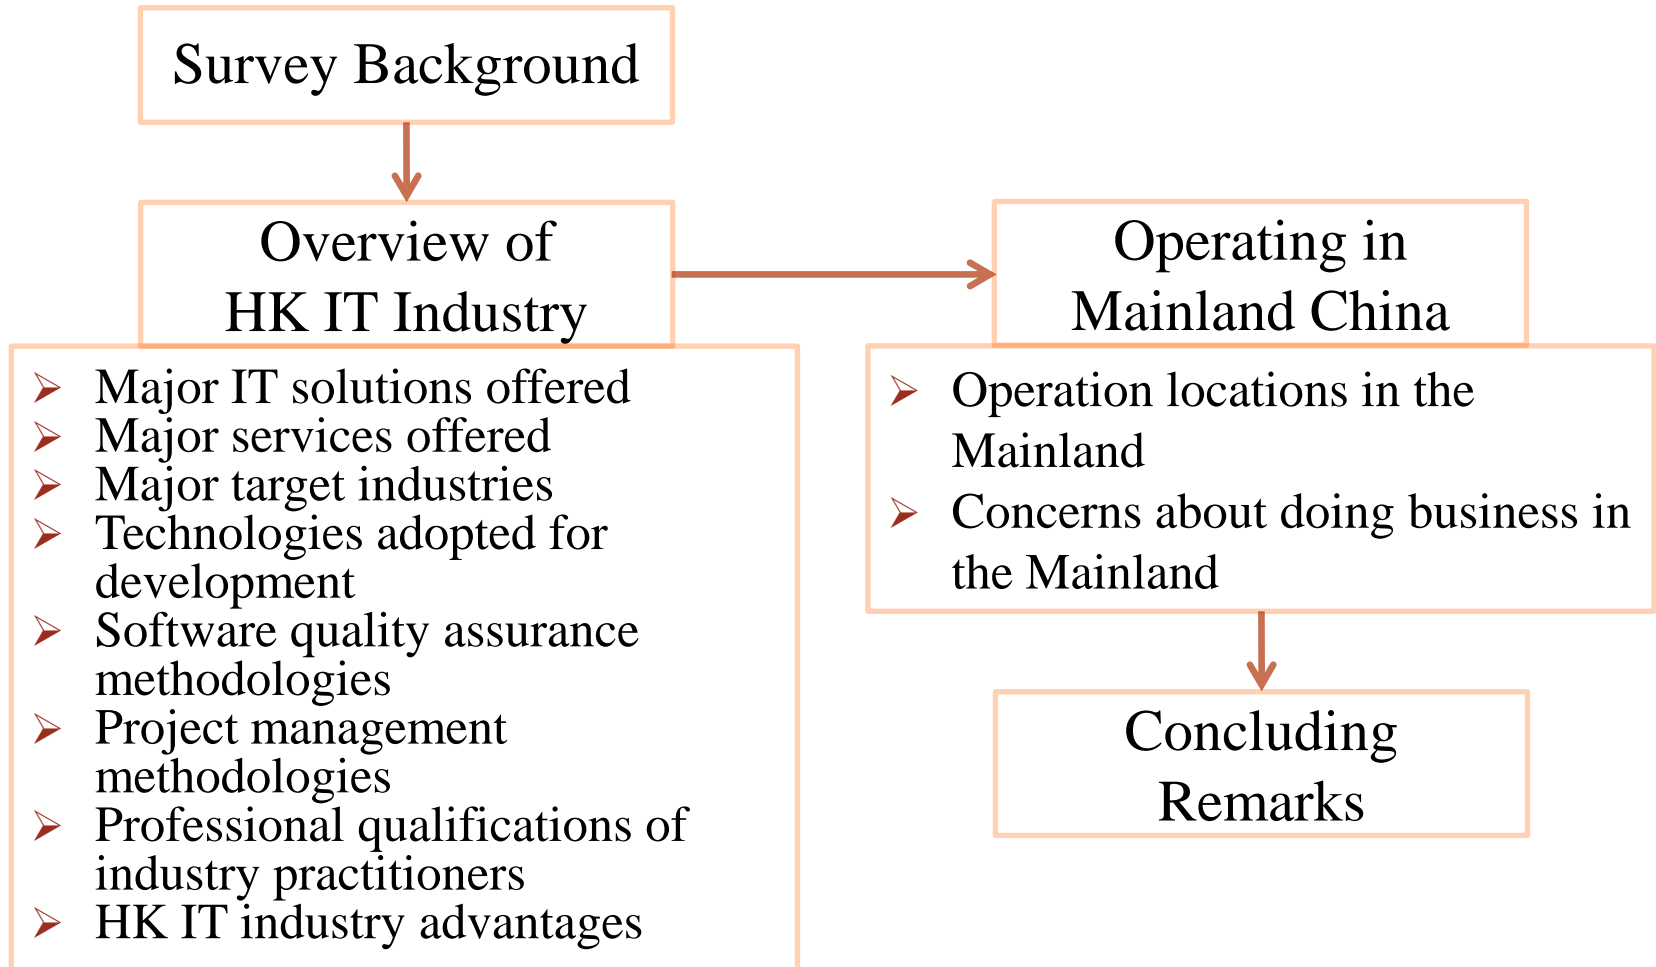 Survey Background
Overview of
HK IT Industry
Major IT solutions offered
Major services offered
Major target industries
Technologies adopted for
development
Software quality assurance
methodologies
Project management
methodologies
Professional qualifications of
industry practitioners
HK IT industry advantages
Operating in
Mainland China
Operation locations in the
Mainland
Concerns about doing business in
the Mainland
Concluding
Remarks